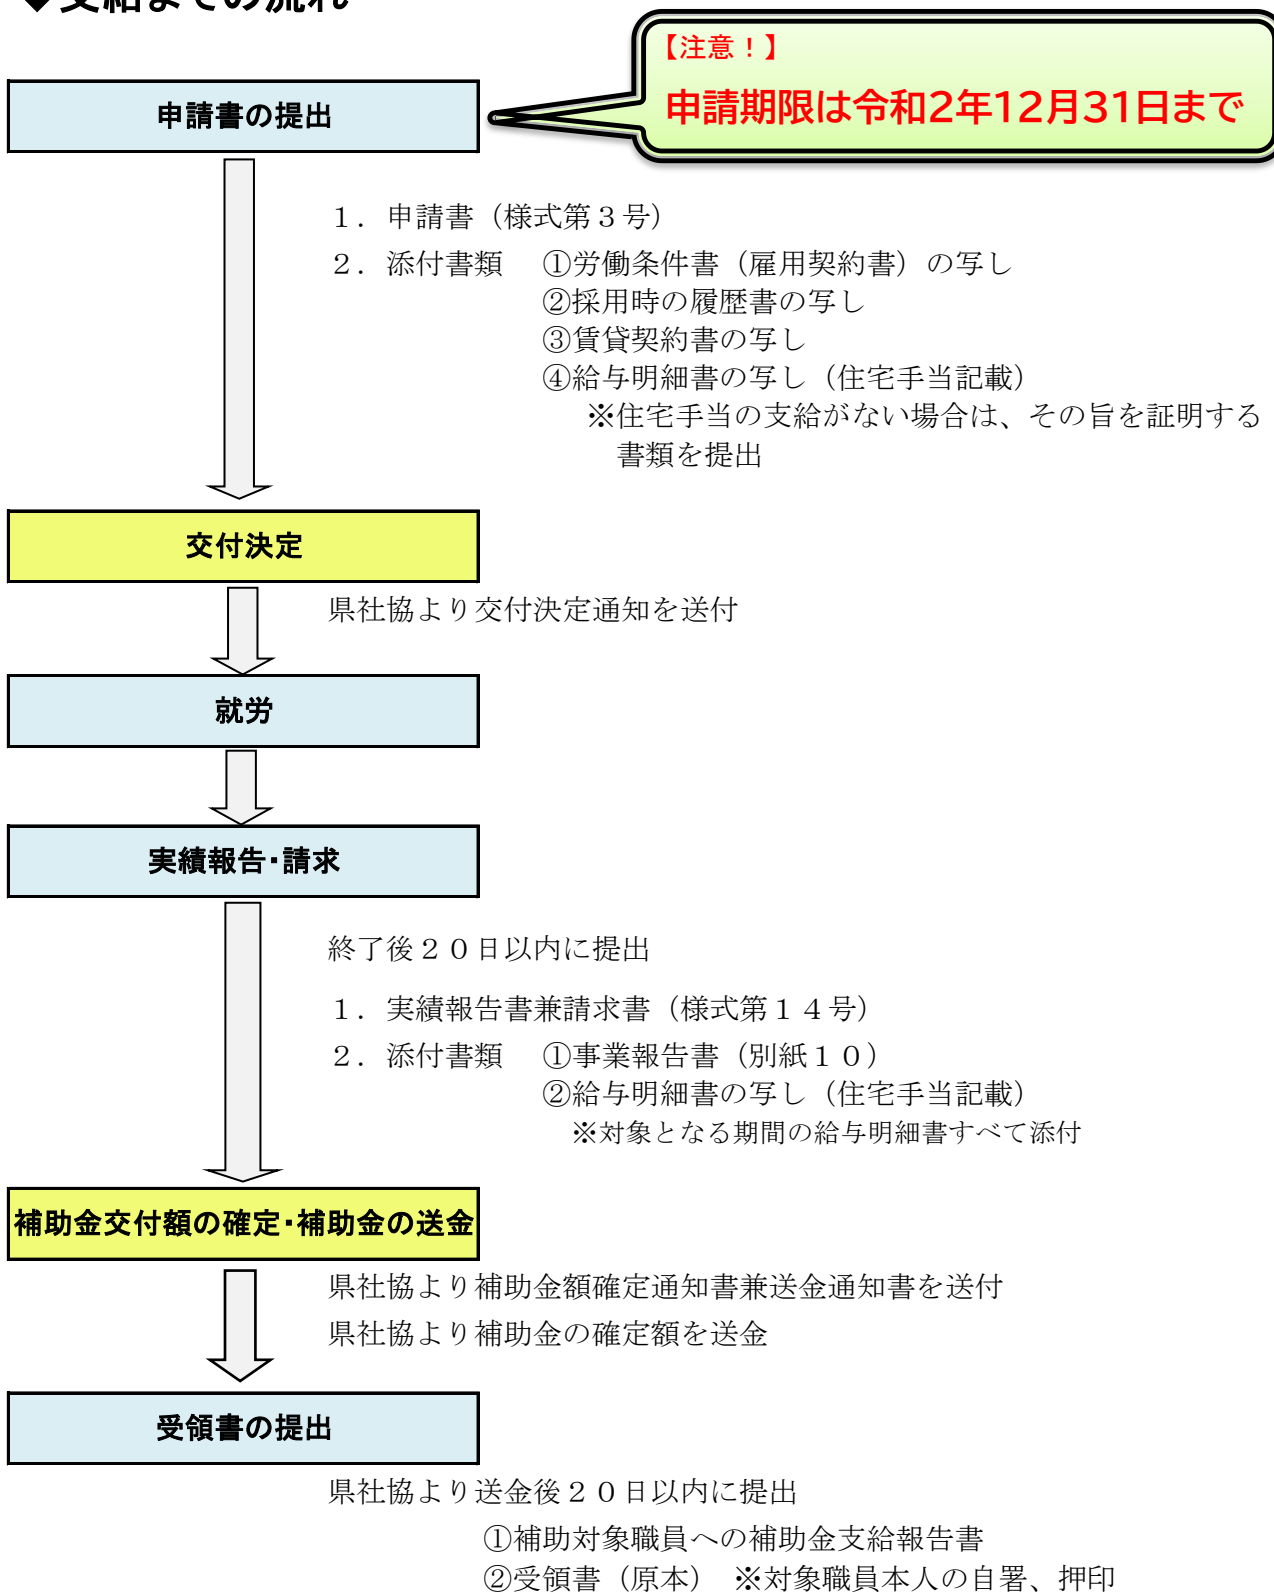 ◆支給までの流れ
【注意！】
申請期限は令和2年12月31日まで
申請書の提出
１．申請書（様式第３号）
２．添付書類　①労働条件書（雇用契約書）の写し
②採用時の履歴書の写し
③賃貸契約書の写し
④給与明細書の写し（住宅手当記載）
※住宅手当の支給がない場合は、その旨を証明する
書類を提出
交付決定
県社協より交付決定通知を送付
就労
実績報告・請求
終了後２０日以内に提出
１．実績報告書兼請求書（様式第１４号）
２．添付書類　①事業報告書（別紙１０）
②給与明細書の写し（住宅手当記載）
※対象となる期間の給与明細書すべて添付
補助金交付額の確定・補助金の送金
県社協より補助金額確定通知書兼送金通知書を送付
県社協より補助金の確定額を送金
受領書の提出
県社協より送金後２０日以内に提出
①補助対象職員への補助金支給報告書
②受領書（原本）　※対象職員本人の自署、押印